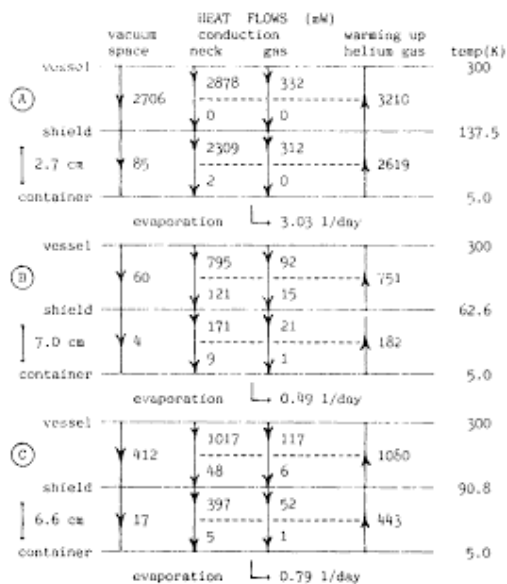 HEAT FLOWS (mW)
vacuum conduction warming up
space neck gas helium gas temp(K)
vessel 300
2878 332
A 2706 3210
0 0
shield 137.5
2309 312
2.7 cm 85 2619
2 0
container 5.0
evaporation 3.03 l/day
vessel 300
795 92
B 60 751
121 15
shield 62.6
171 21
7.0 cm 4 182
9 1
container 5.0
evaporation 0.49 l/day
vessel 300
1017 117
C 412
48 6
shield 90.8
397 52
6.6 cm 17 443
5 1
container 5.0
evaporation 0.79 l/day